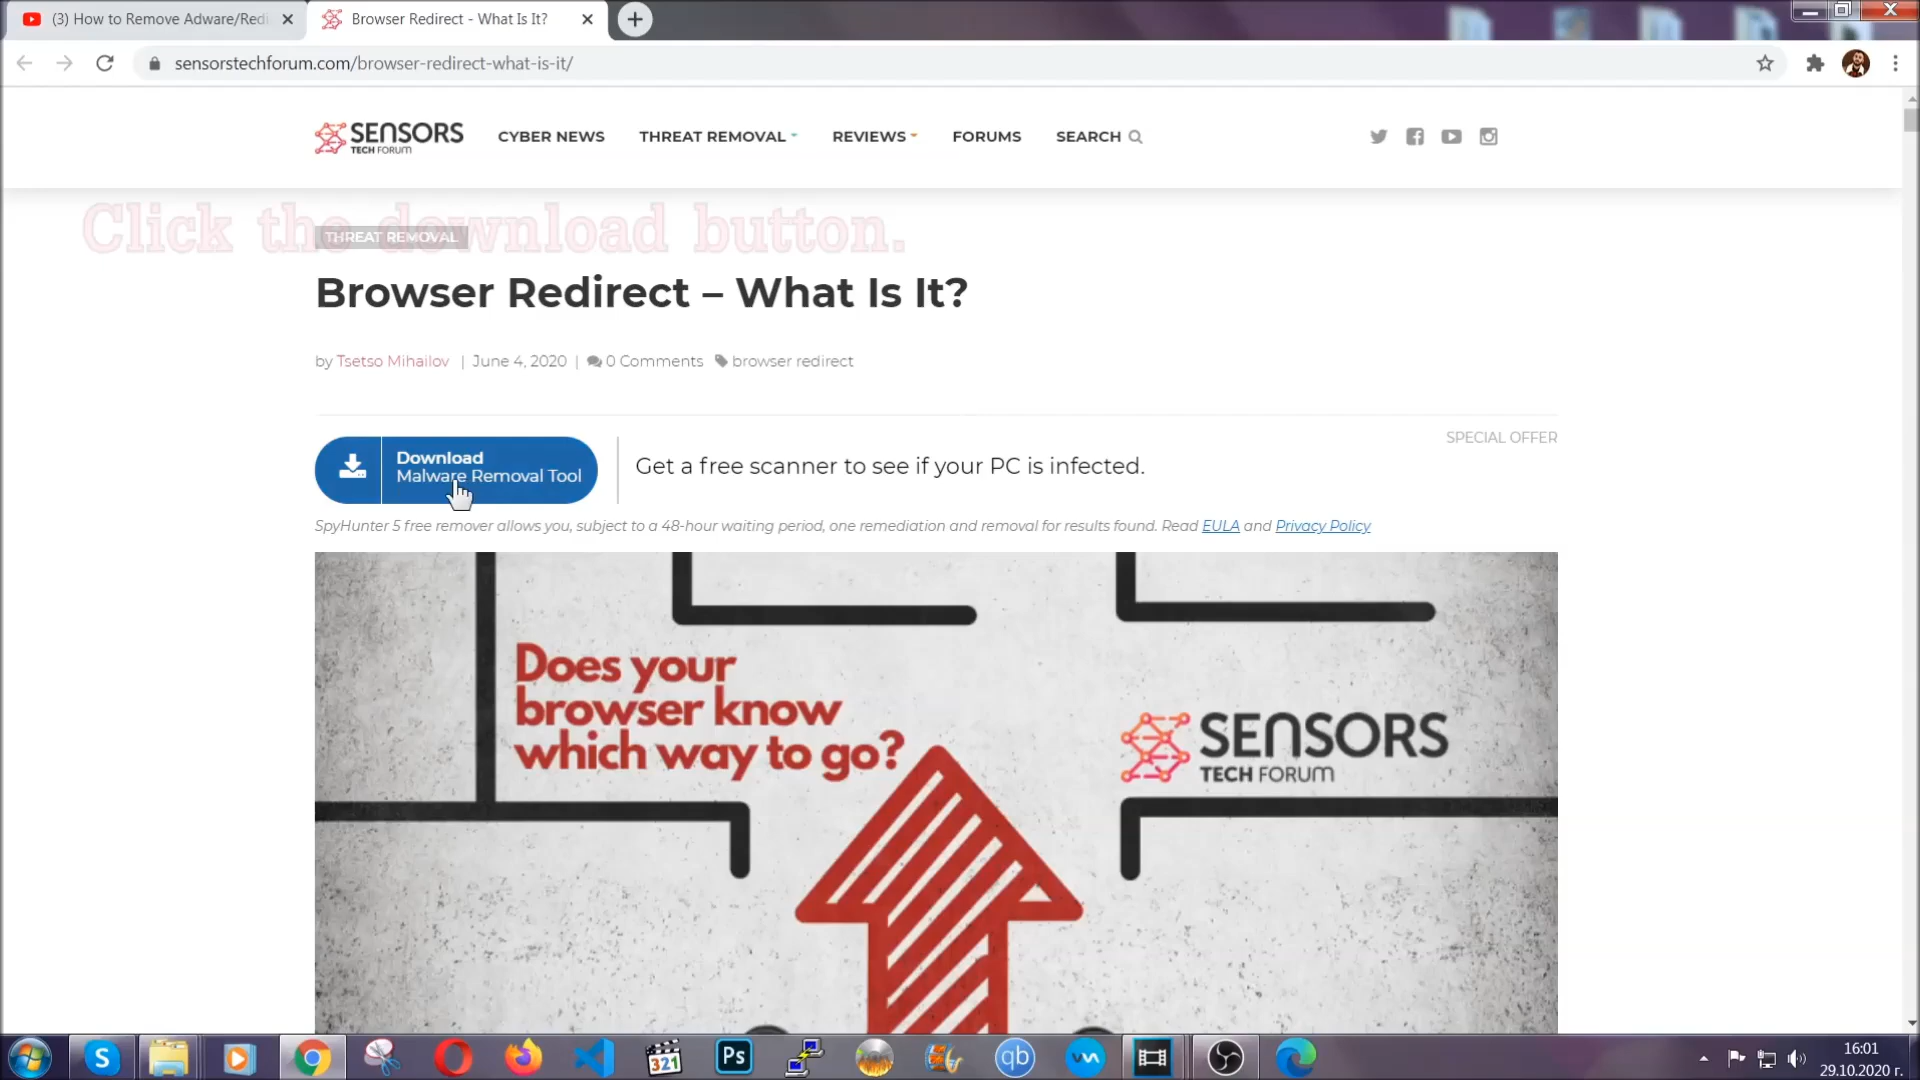 (3) How to Remove Adware/Redi
Browser Redirect - What Is It?
sensorstechforum.com/browser-redirect-what-is-it/
SENSORS
TECH FORUM
CYBER NEWS
THREAT REMOVAL
REVIEWS
FORUMS
SEARCH
Click the download button.
THREAT REMOVAL
Browser Redirect – What Is It?
by Tsetso Mihailov | June 4, 2020 | 0 Comments browser redirect
SPECIAL OFFER
Download
Malware Removal Tool
Get a free scanner to see if your PC is infected.
SpyHunter 5 free remover allows you, subject to a 48-hour waiting period, one remediation and removal for results found. Read EULA and Privacy Policy
Does your
browser know
which way to go?
SENSORS
TECH FORUM
S
321
Ps
qb
16:01
29.10.2020 г.